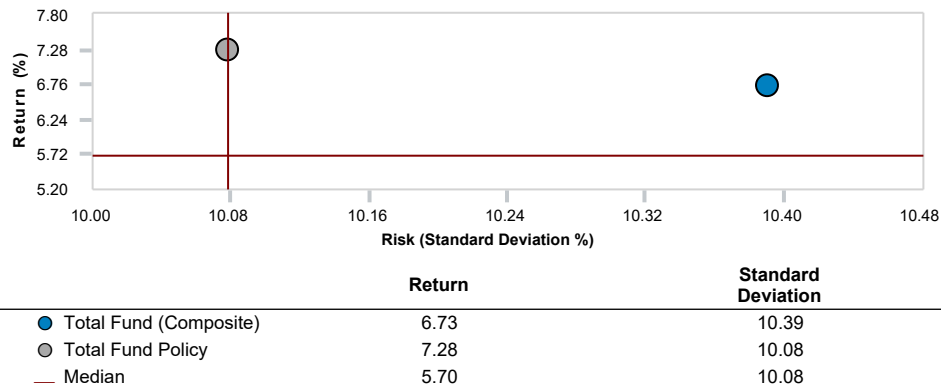 7.80
7.28
6.76
6.24
5.72
5.20
Return (%)
10.00 10.08 10.16 10.24 10.32 10.40 10.48
Risk (Standard Deviation %)
Return Standard Deviation
Total Fund (Composite) 6.73 10.39
Total Fund Policy 7.28 10.08
Median 5.70 10.08